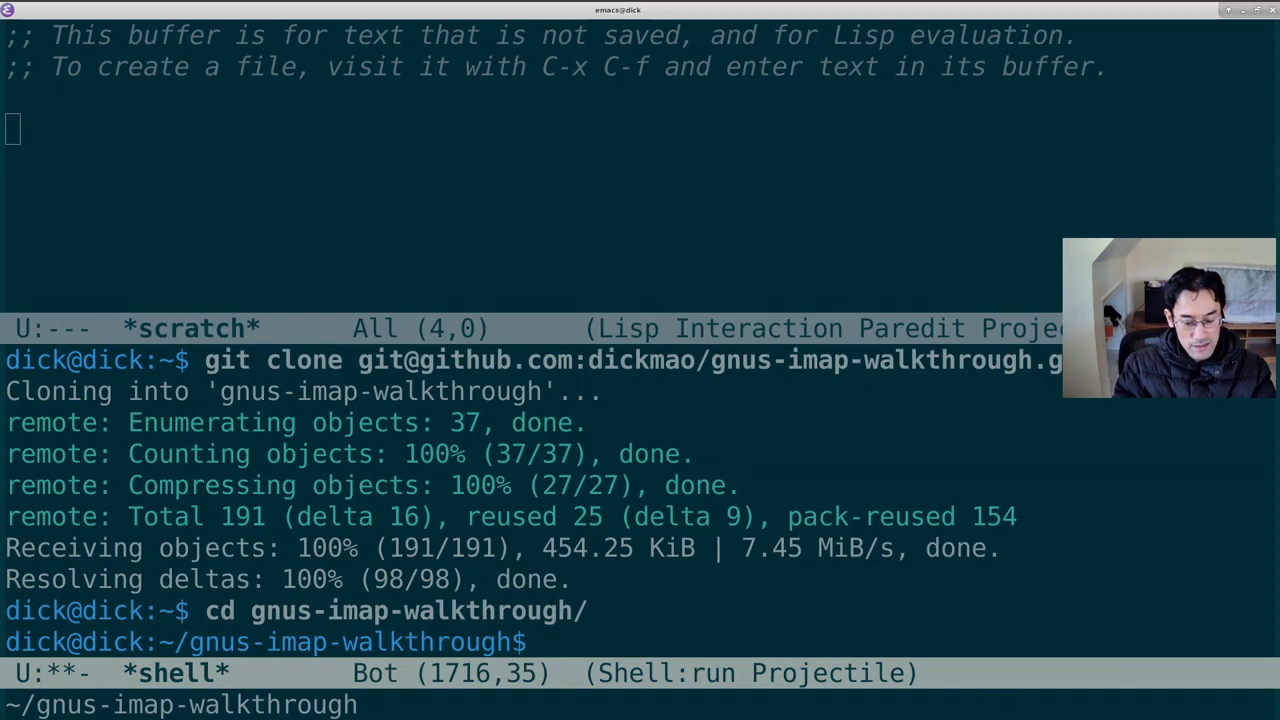 emacs@dick
;; This buffer is for text that is not saved, and for Lisp evaluation.
;; To create a file, visit it with C-x C-f and enter text in its buffer.
U:--- *scratch* All (4,0) (Lisp Interaction Paredit Proje
dick@dick:~$ git clone git@github.com:dickmao/gnus-imap-walkthrough.g
Cloning into 'gnus-imap-walkthrough'...
remote: Enumerating objects: 37, done.
remote: Counting objects: 100% (37/37), done.
remote: Compressing objects: 100% (27/27), done.
remote: Total 191 (delta 16), reused 25 (delta 9), pack-reused 154
Receiving objects: 100% (191/191), 454.25 KiB | 7.45 MiB/s, done.
Resolving deltas: 100% (98/98), done.
dick@dick:~$ cd gnus-imap-walkthrough/
dick@dick:~/gnus-imap-walkthrough$
U:**- *shell* Bot (1716,35) (Shell:run Projectile)
~/gnus-imap-walkthrough